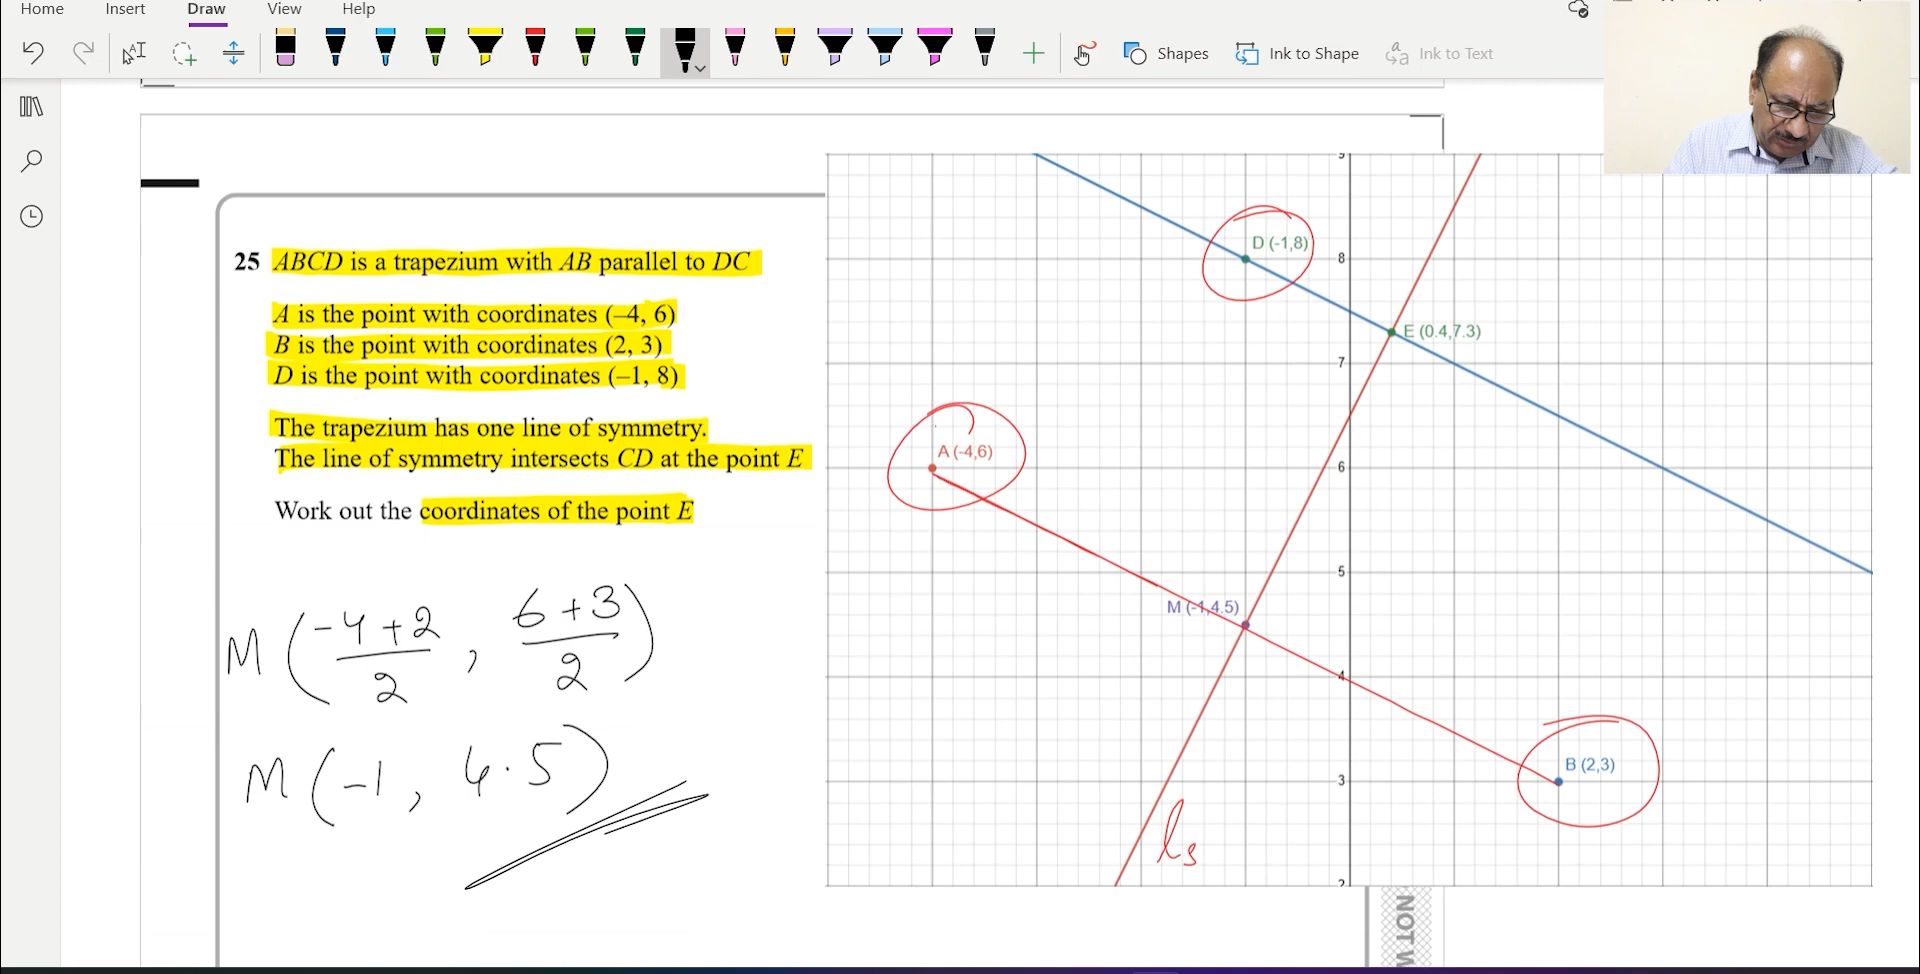 Home Insert Draw View Help
Shapes Ink to Shape Ink to Text
25 ABCD is a trapezium with AB parallel to DC
A is the point with coordinates (–4, 6)
B is the point with coordinates (2, 3)
D is the point with coordinates (–1, 8)
The trapezium has one line of symmetry.
The line of symmetry intersects CD at the point E
Work out the coordinates of the point E
M (-4+2/2 , 6+3/2)
M (-1, 4.5)
D (-1,8)
8
E (0.4,7.3)
7
A (-4,6)
6
5
M (-1,4.5)
4
B (2,3)
3
ls
2
NOT W